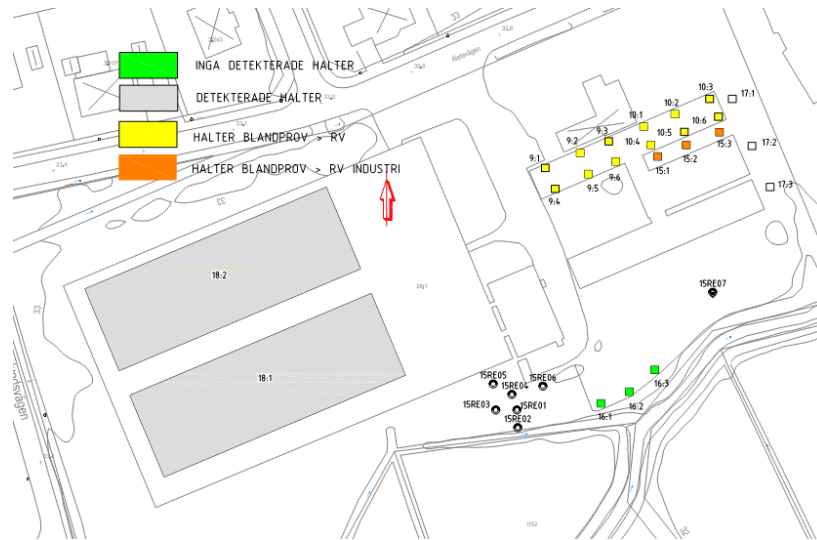 33
Ålstavägen
INGA DETEKTERADE HALTER
DETEKTERADE HALTER
HALTER BLANDPROV > RV
HALTER BLANDPROV > RV INDUSTRI
10:3
17:1
10:2
10:1
10:6
9:3
10:5
15:3
9:2
10:4
15:2
17:2
9:1
15:1
9:6
9:5
17:3
9:4
33
18:2
33
15RE07
18:1
15RE05
15RE06
15RE04
16:3
15RE03
15RE01
16:2
15RE02
16:1